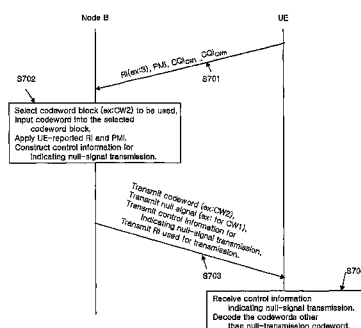 Node B
UE
RI(ex:3), PMI, CQI
S701
S702
Select codeword block (ex:CW2) to be used,
Input codeword into the selected
codeword block.
Apply UE-reported RI and PMI.
Construct control information for
indicating null-signal transmission.
Transmit codeword (ex:CW2),
Transmit null signal (ex: for CW1),
Transmit control information for
indicating null-signal transmission,
Transmit RI used for transmission.
S703
S704
Receive control information
indicating null-signal transmission.
Decode the codewords other
than null-transmission codeword.